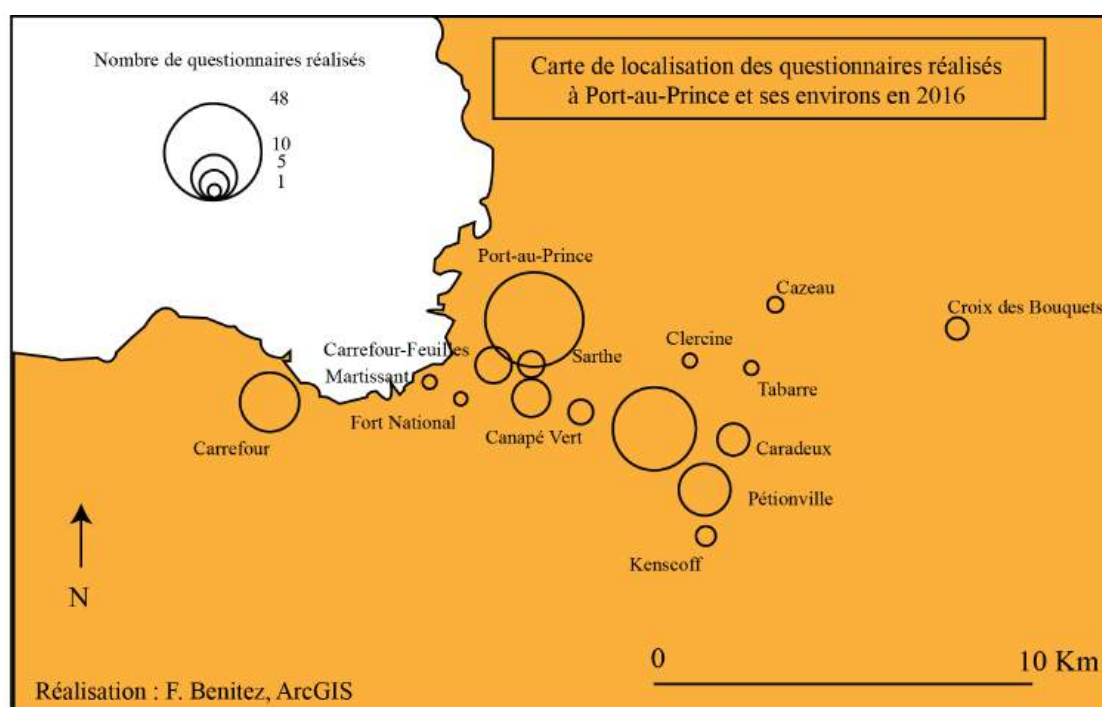 Nombre de questionnaires réalisés
48
10
5
1
Carte de localisation des questionnaires réalisés
à Port-au-Prince et ses environs en 2016
Port-au-Prince
Cazeau
Croix des Bouquets
Clercine
Carrefour-Feuilles
Sarthe
Martissant
Tabarre
Fort National
Canapé Vert
Carrefour
Caradeux
Pétionville
Kenscoff
N
0
10 Km
Réalisation : F. Benitez, ArcGIS